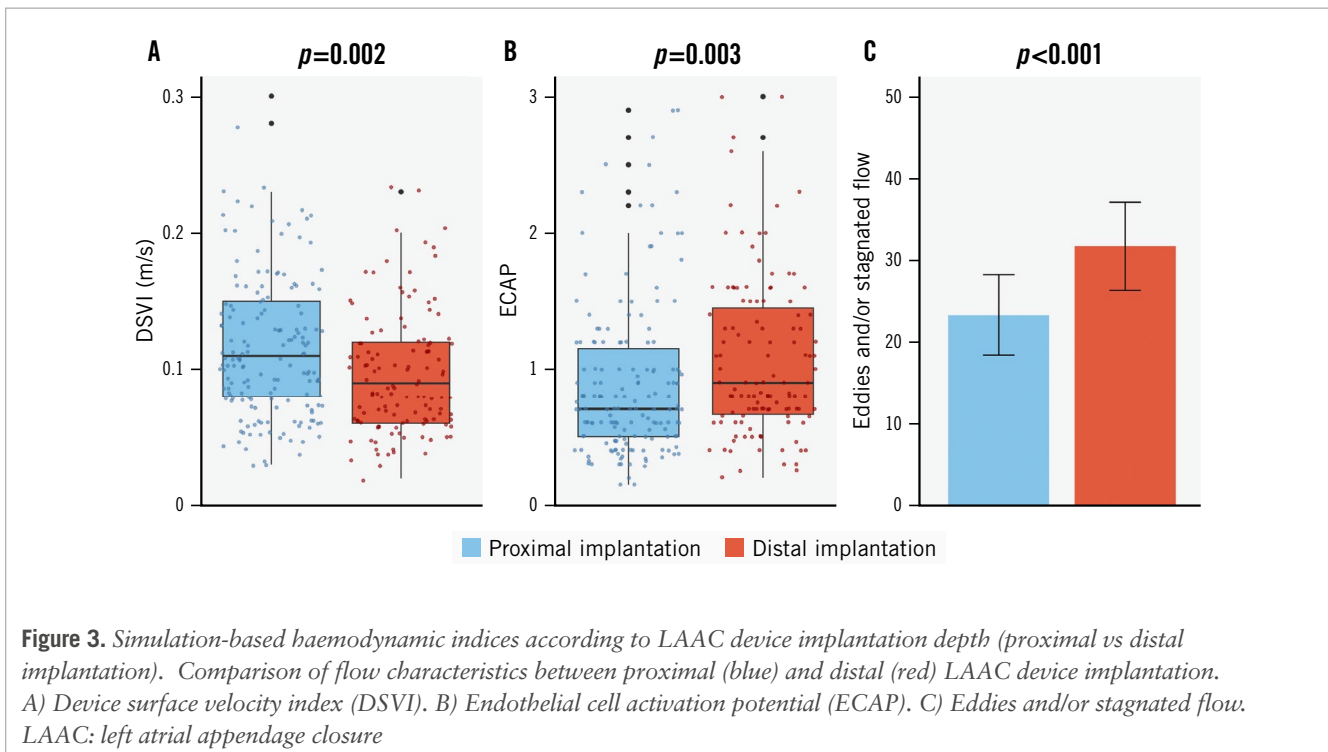 A p=0.002 B p=0.003 C p<0.001
DSVI (m/s)
0.3
0.2
0.1
0
ECAP
3
2
1
0
Eddies and/or stagnated flow
50
40
30
20
10
0
Proximal implantation Distal implantation
Figure 3. Simulation-based haemodynamic indices according to LAAC device implantation depth (proximal vs distal
implantation). Comparison of flow characteristics between proximal (blue) and distal (red) LAAC device implantation.
A) Device surface velocity index (DSVI). B) Endothelial cell activation potential (ECAP). C) Eddies and/or stagnated flow.
LAAC: left atrial appendage closure